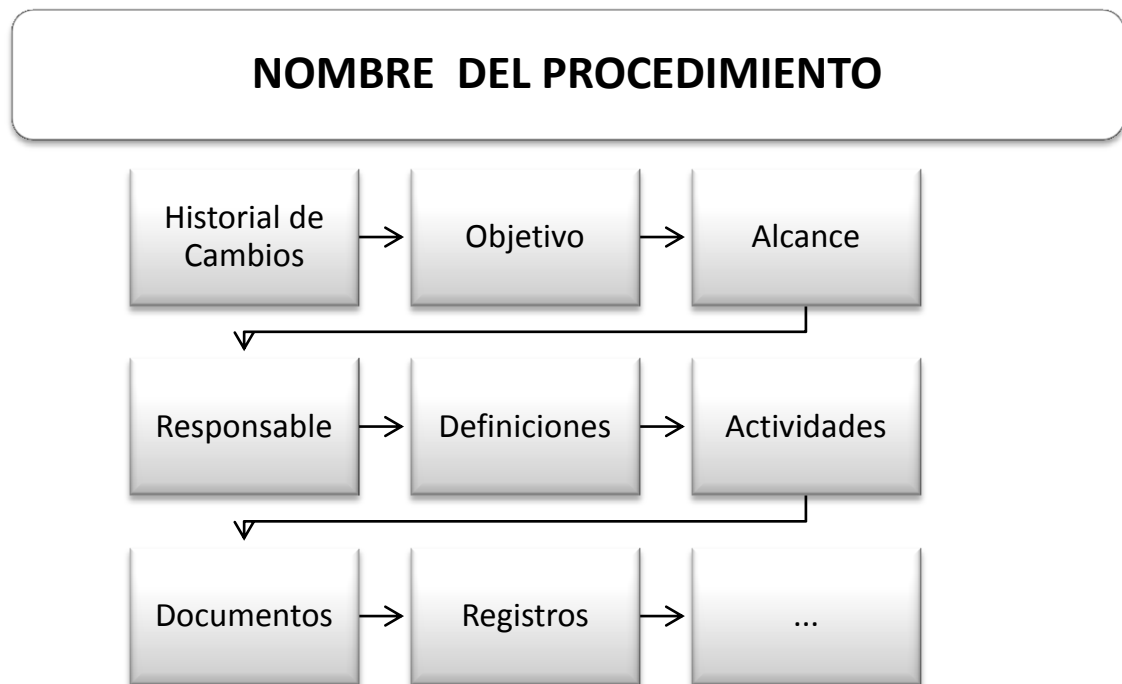 NOMBRE DEL PROCEDIMIENTO
Historial de
Cambios
Objetivo
Alcance
Responsable
Definiciones
Actividades
Documentos
Registros
...